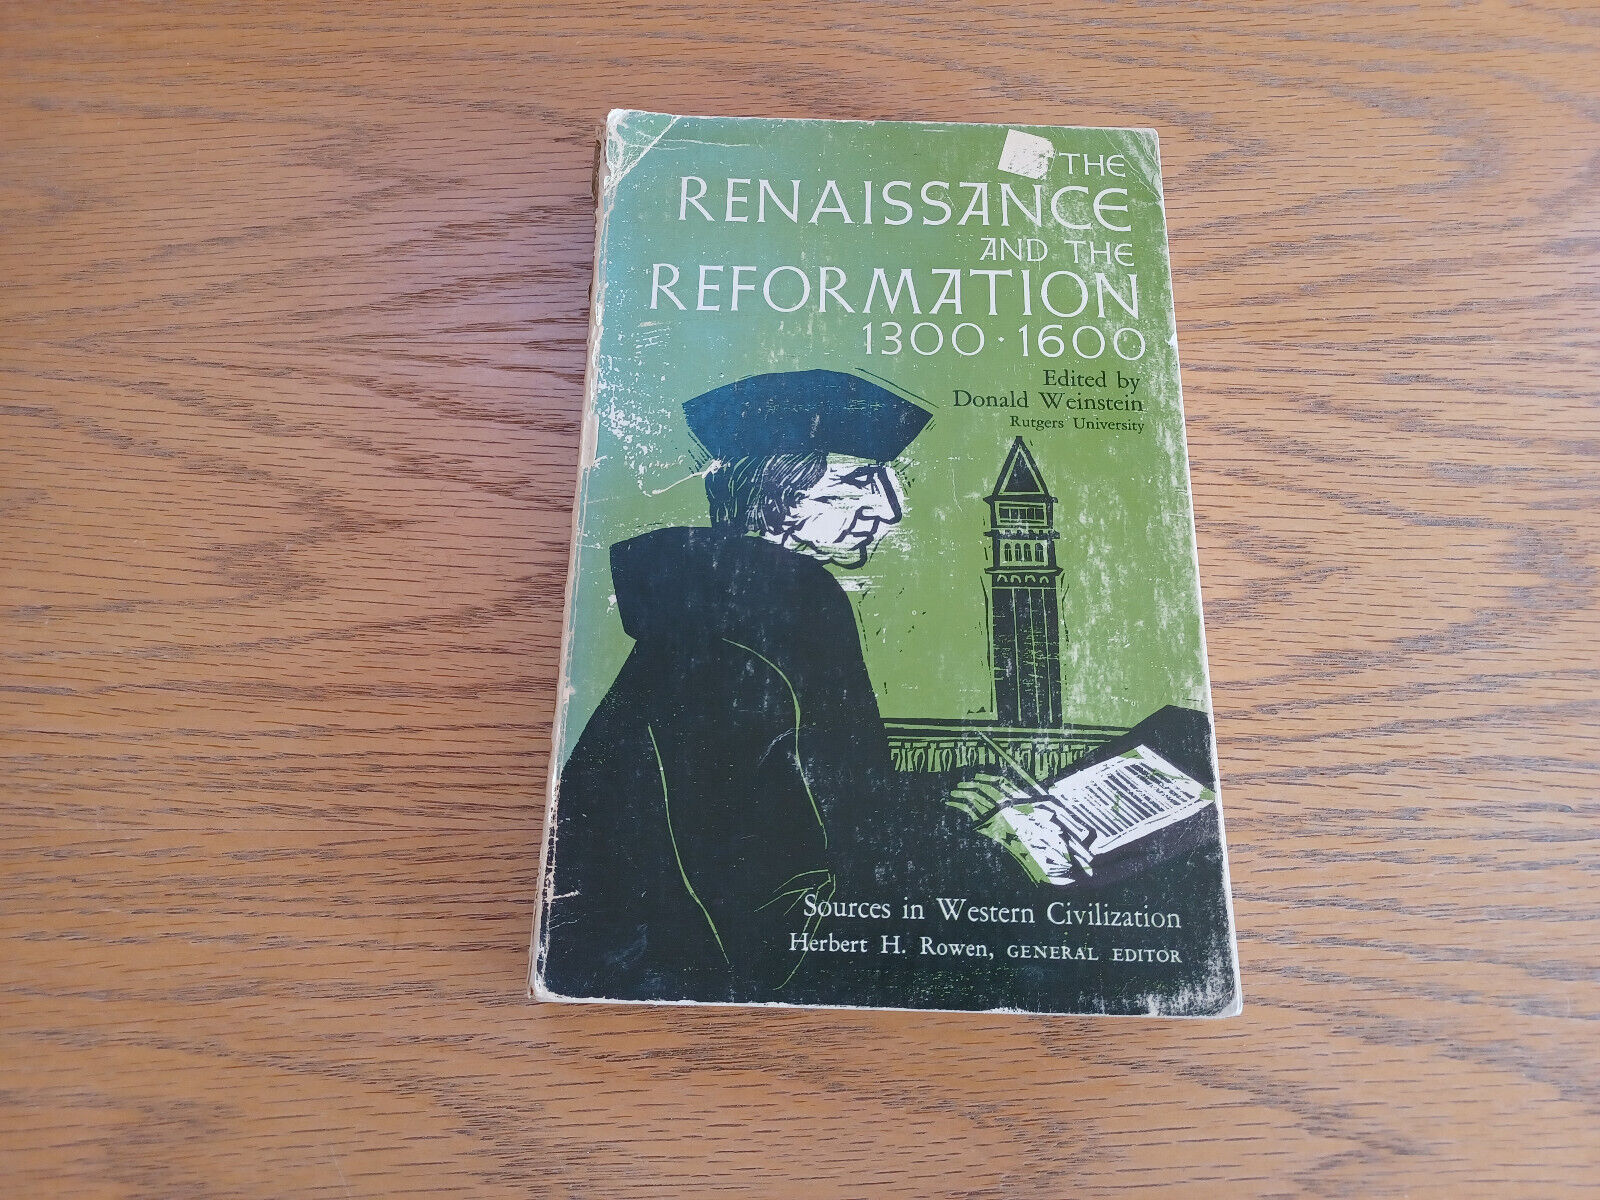 THE
RENAISSANCE
AND THE
REFORMATION
1300 · 1600
Edited by
Donald Weinstein
Rutgers University
Sources in Western Civilization
Herbert H. Rowen, GENERAL EDITOR